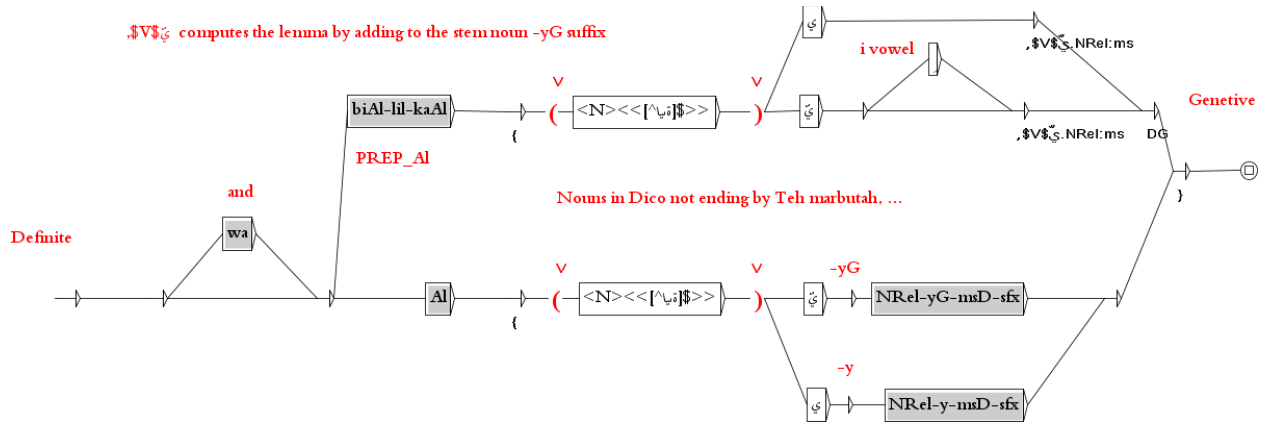 ,$V$يّ computes the lemma by adding to the stem noun -yG suffix
ي
,$V$يّ.NRel:ms
i vowel
V V
biAl-lil-kaAl
{
(
<N><<[^ةيا]$>>
)
يّ
,$V$يّ.NRel:ms
DG
Genetive
PREP_Al
}
and
Nouns in Dico not ending by Teh marbutah, ...
Definite
wa
V V
-yG
Al
{
(
<N><<[^ةيا]$>>
)
يّ
NRel-yG-msD-sfx
-y
ي
NRel-y-msD-sfx